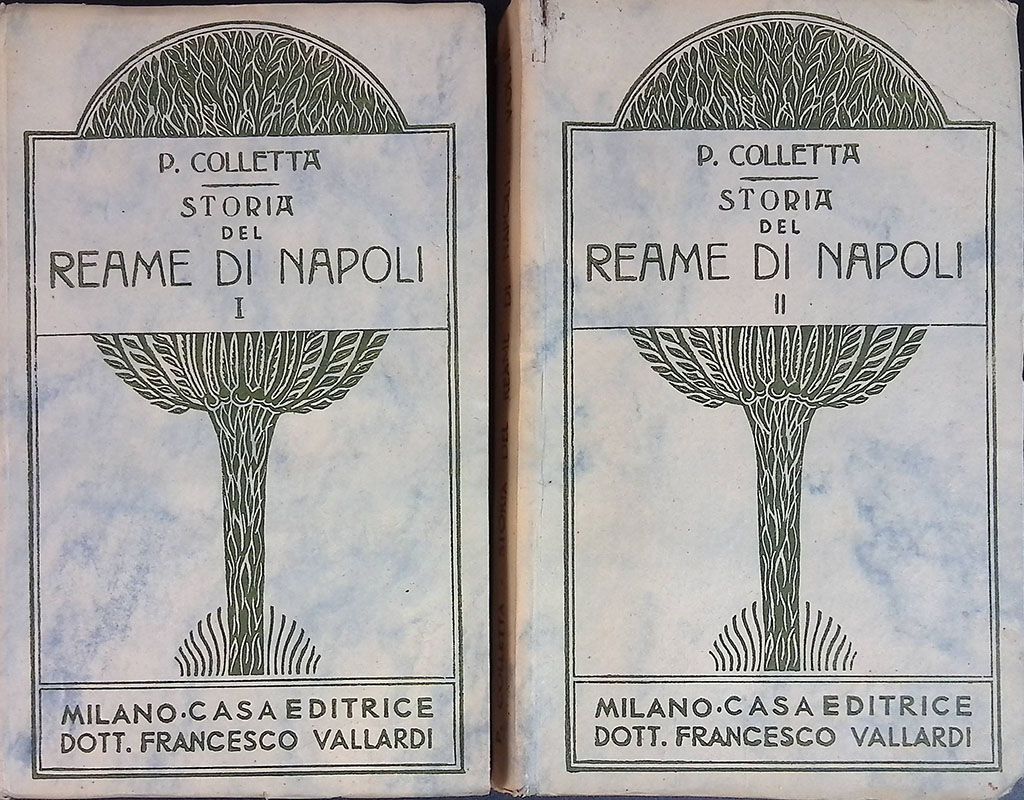 P. COLLETTA
STORIA
DEL
REAME DI NAPOLI
I
MILANO·CASA EDITRICE
DOTT. FRANCESCO VALLARDI
P. COLLETTA
STORIA
DEL
REAME DI NAPOLI
II
MILANO·CASA EDITRICE
DOTT. FRANCESCO VALLARDI